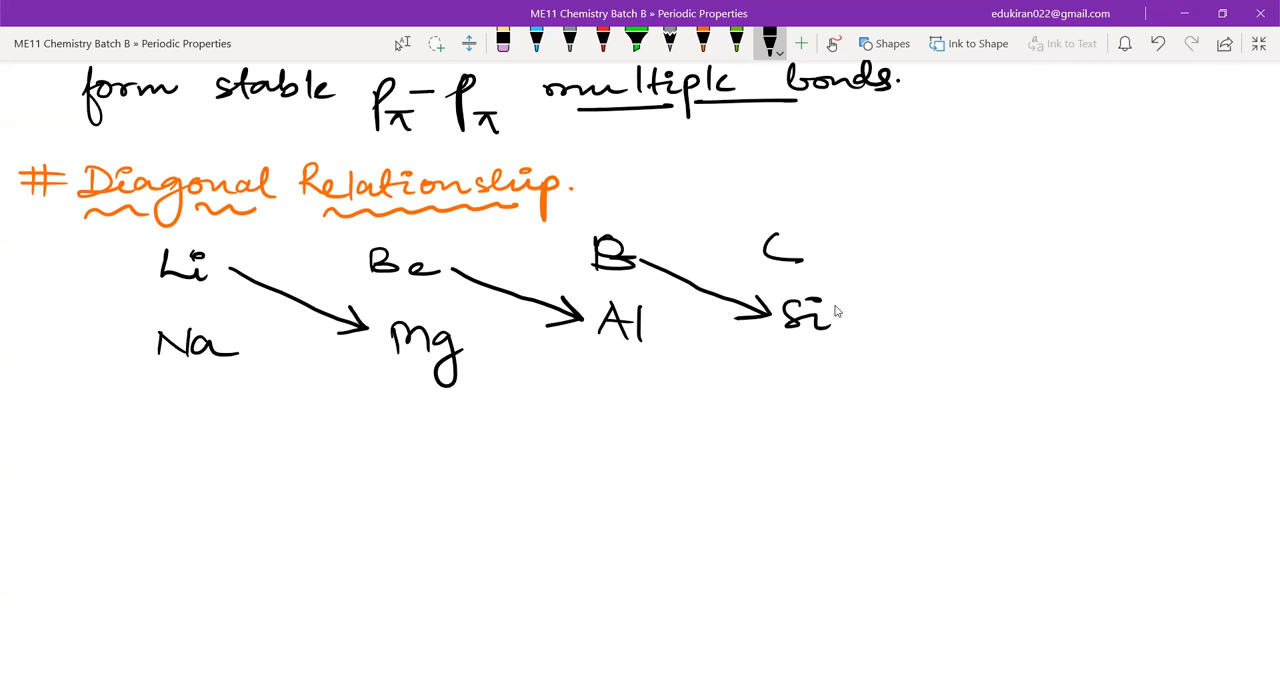 ME11 Chemistry Batch B » Periodic Properties
edukiran022@gmail.com
ME11 Chemistry Batch B » Periodic Properties
Shapes
Ink to Shape
Ink to Text
form stable Pπ - Pπ multiple bonds.
# Diagonal Relationship.
Li Be B C
Na Mg Al Si